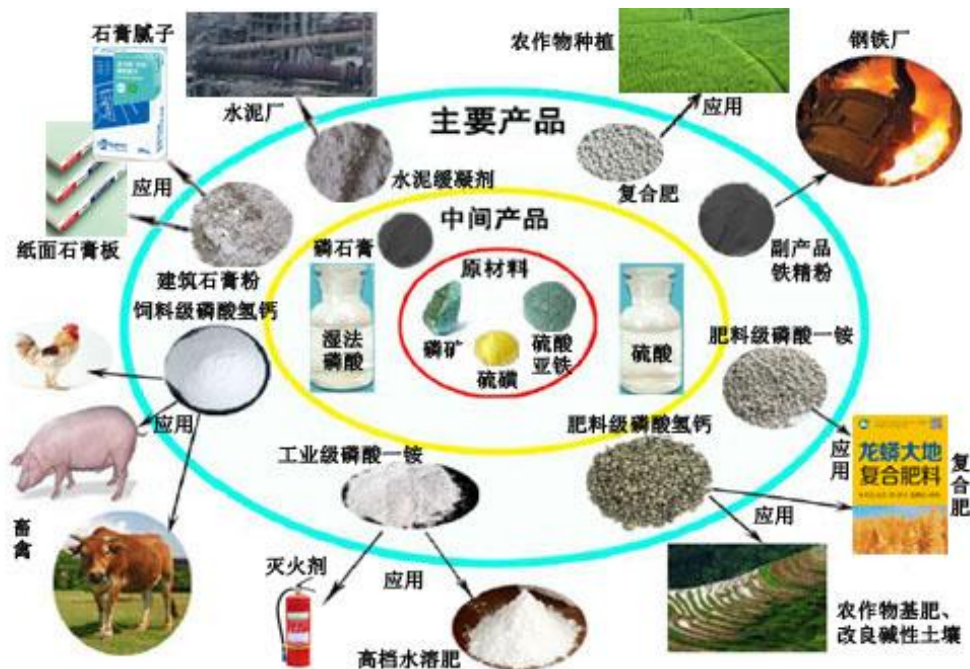 石膏腻子
农作物种植
钢铁厂
水泥厂
应用
主要产品
水泥缓凝剂
复合肥
应用
中间产品
纸面石膏板
磷石膏
原材料
副产品
铁精粉
建筑石膏粉
饲料级磷酸氢钙
湿法
磷酸
磷矿
硫磺
硫酸
亚铁
硫酸
肥料级磷酸一铵
应用
肥料级磷酸氢钙
工业级磷酸一铵
应用
龙蟒大地
复合肥料
复合肥
畜禽
应用
灭火剂
应用
高档水溶肥
农作物基肥、
改良碱性土壤